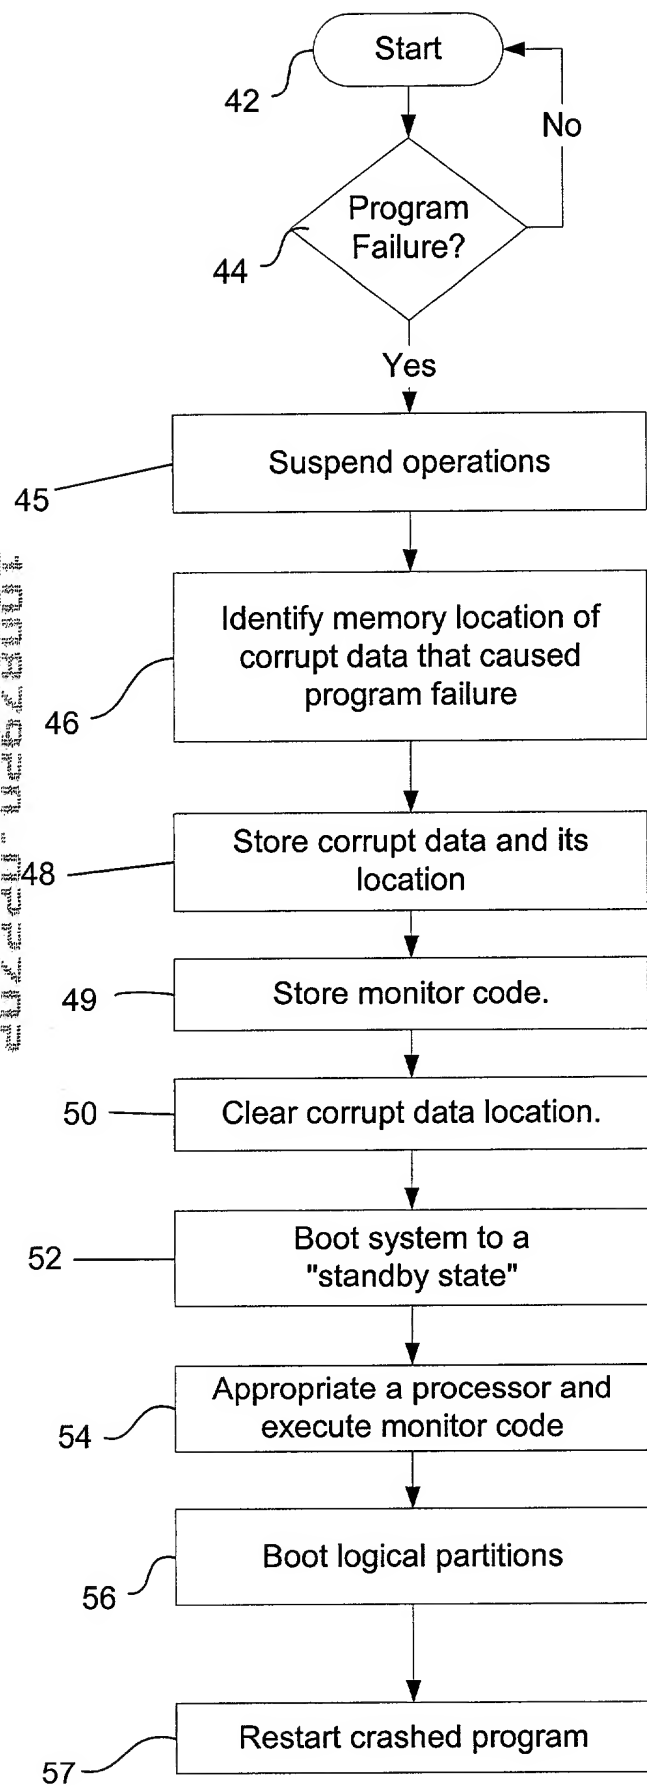 Start
42
No
Program
Failure?
44
Yes
Suspend operations
45
Identify memory location of
corrupt data that caused
program failure
46
Store corrupt data and its
location
48
Store monitor code.
49
Clear corrupt data location.
50
Boot system to a
"standby state"
52
Appropriate a processor and
execute monitor code
54
Boot logical partitions
56
Restart crashed program
57